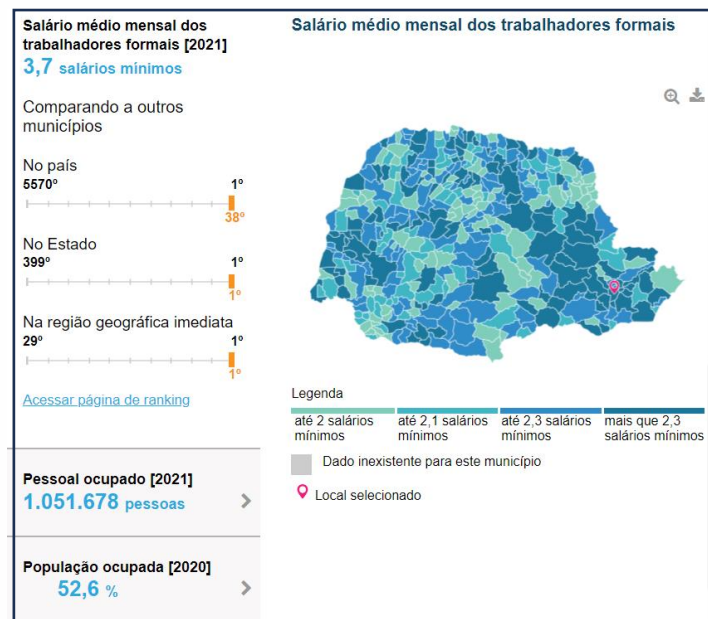 Salário médio mensal dos
trabalhadores formais [2021]
3,7 salários mínimos
Comparando a outros
municípios
No país
5570º 1º
38º
No Estado
399º 1º
1º
Na região geográfica imediata
29º 1º
1º
Acessar página de ranking
Pessoal ocupado [2021]
1.051.678 pessoas
População ocupada [2020]
52,6 %
Salário médio mensal dos trabalhadores formais
Legenda
até 2 salários
mínimos
até 2,1 salários
mínimos
até 2,3 salários
mínimos
mais que 2,3
salários mínimos
Dado inexistente para este município
Local selecionado